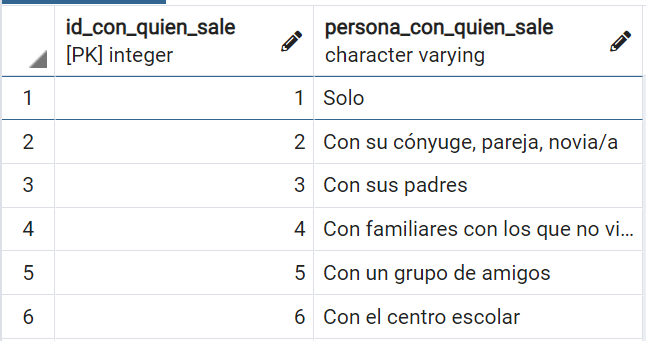 id_con_quien_sale persona_con_quien_sale
[PK] integer character varying
1 1 Solo
2 2 Con su cónyuge, pareja, novia/a
3 3 Con sus padres
4 4 Con familiares con los que no vi...
5 5 Con un grupo de amigos
6 6 Con el centro escolar